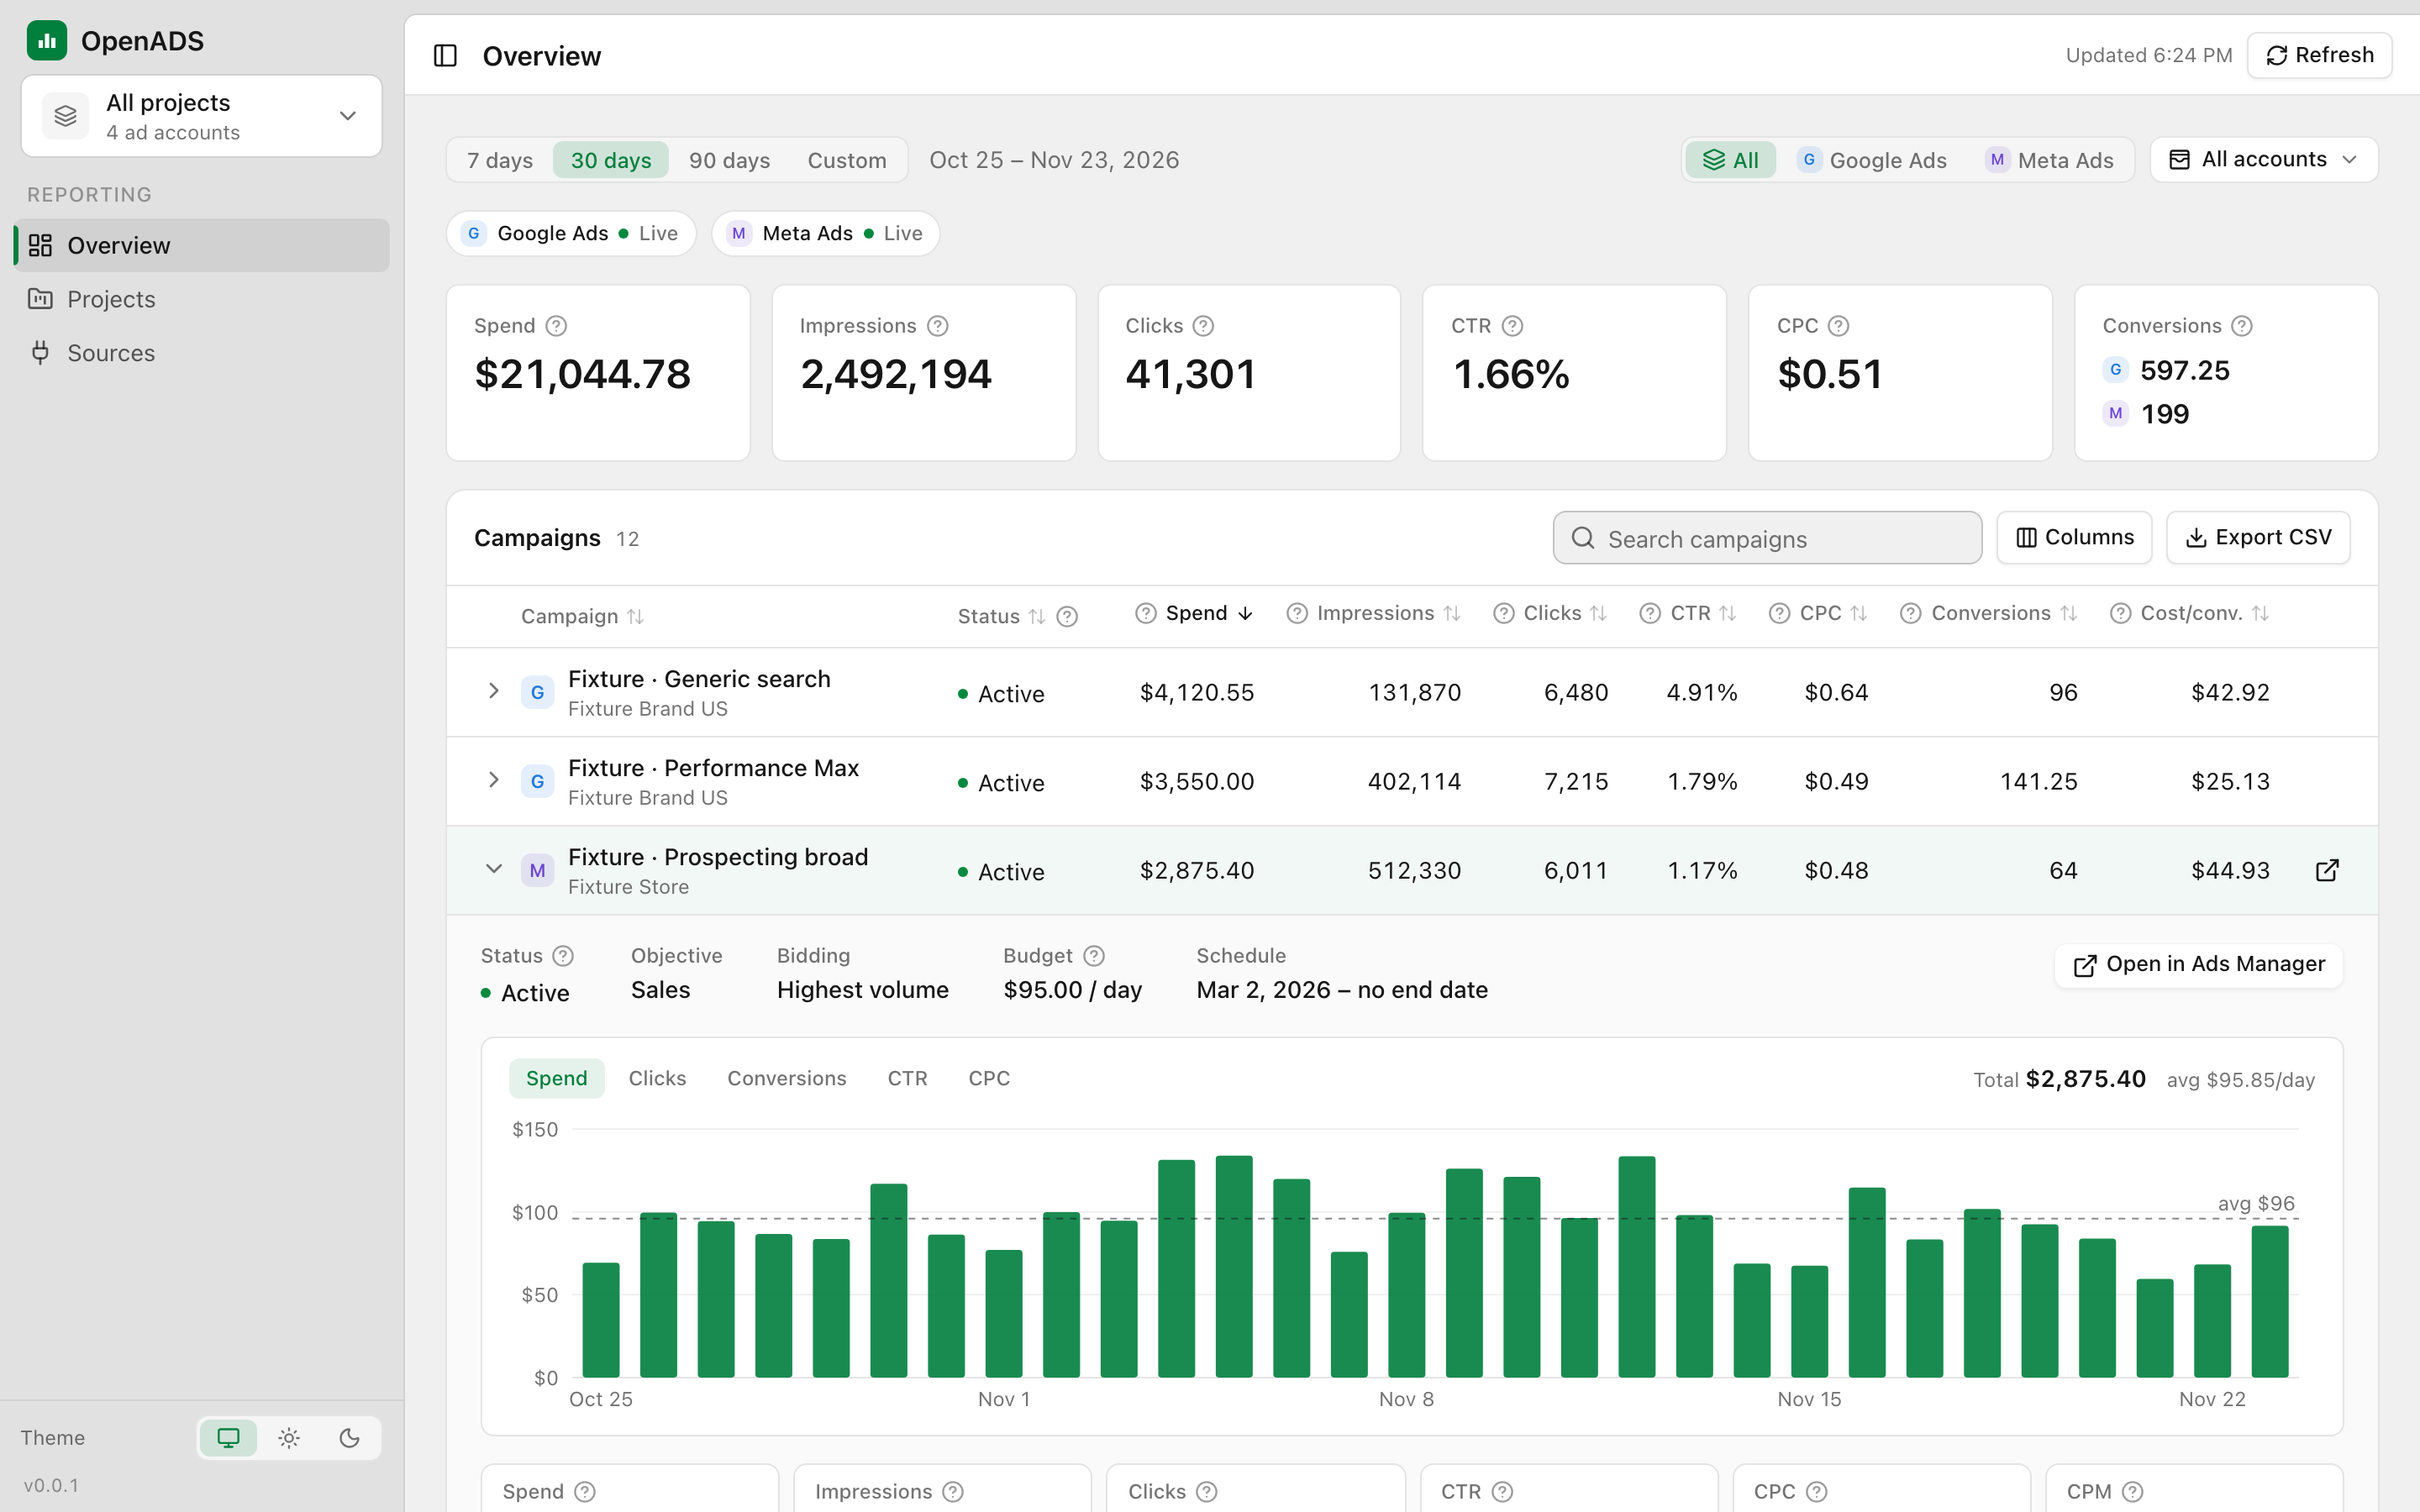 OpenADS
All projects
4 ad accounts
REPORTING
Overview
Projects
Sources
Theme
v0.0.1
Overview
Updated 6:24 PM
Refresh
7 days 30 days 90 days Custom Oct 25 – Nov 23, 2026
All G Google Ads M Meta Ads All accounts
G Google Ads Live M Meta Ads Live
Spend
$21,044.78
Impressions
2,492,194
Clicks
41,301
CTR
1.66%
CPC
$0.51
Conversions
G 597.25
M 199
Campaigns 12
Search campaigns
Columns
Export CSV
Campaign Status Spend Impressions Clicks CTR CPC Conversions Cost/conv.
G Fixture · Generic search Active $4,120.55 131,870 6,480 4.91% $0.64 96 $42.92
Fixture Brand US
G Fixture · Performance Max Active $3,550.00 402,114 7,215 1.79% $0.49 141.25 $25.13
Fixture Brand US
M Fixture · Prospecting broad Active $2,875.40 512,330 6,011 1.17% $0.48 64 $44.93
Fixture Store
Status Objective Bidding Budget Schedule
Active Sales Highest volume $95.00 / day Mar 2, 2026 – no end date
Open in Ads Manager
Spend Clicks Conversions CTR CPC
Total $2,875.40 avg $95.85/day
$150
$100
$50
$0
avg $96
Oct 25 Nov 1 Nov 8 Nov 15 Nov 22
Spend Impressions Clicks CTR CPC CPM